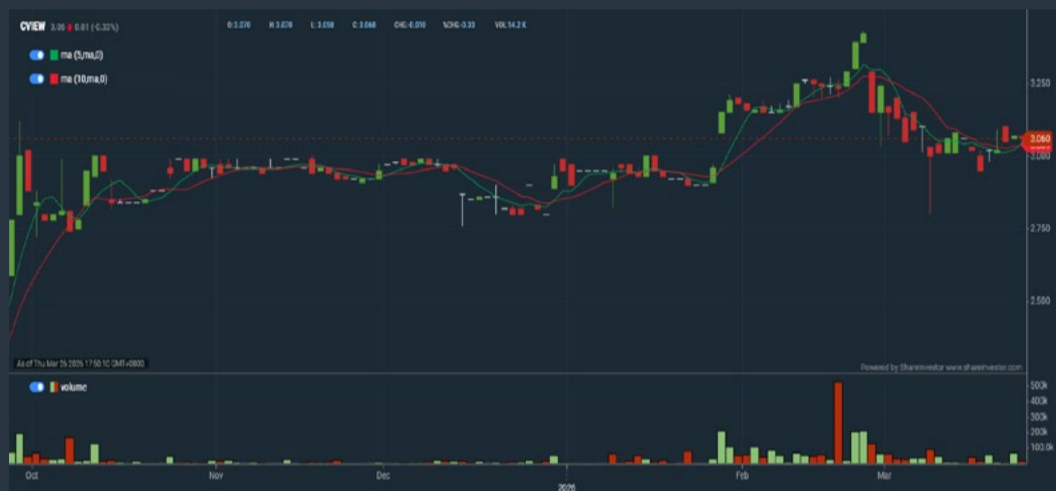 CVIEW 3.06 0.01 (-0.33%) O: 3.070 H: 3.070 L: 3.050 C: 3.060 CHG: -0.010 %CHG: -0.33 VOL: 14.2 K
ma (5,ma,0)
ma (10,ma,0)
3.250
3.060
3.000
2.750
2.500
As of Thu Mar 26 2026 17:50:10 GMT+0800
Powered by ShareInvestor www.shareinvestor.com
volume
500k
400k
300k
200k
100.0k
Oct Nov Dec 2026 Feb Mar